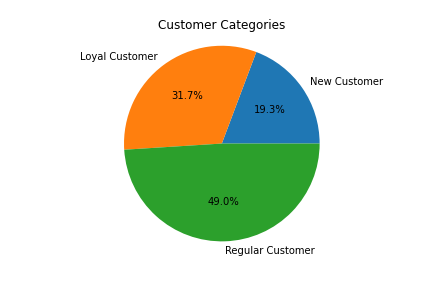 Customer Categories
Loyal Customer
New Customer
31.7%
19.3%
49.0%
Regular Customer